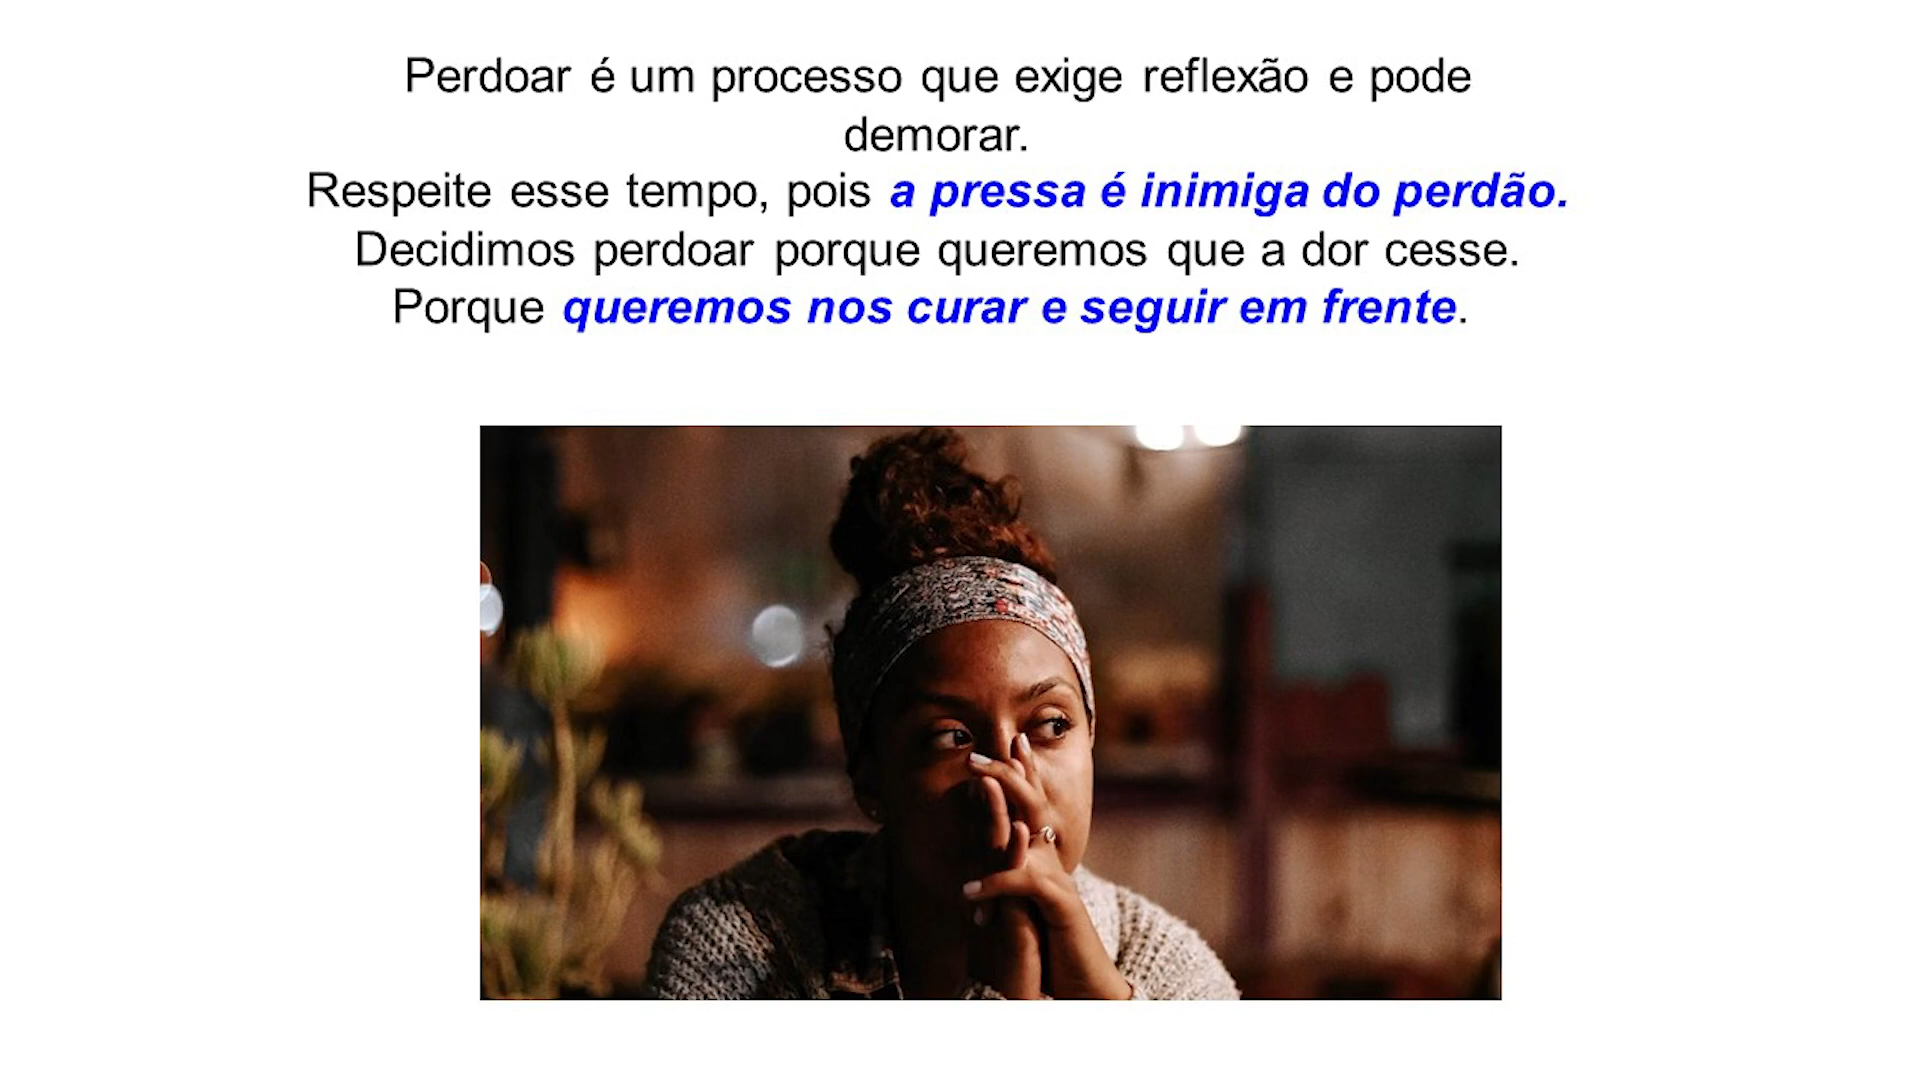 Perdoar é um processo que exige reflexão e pode
demorar.
Respeite esse tempo, pois a pressa é inimiga do perdão.
Decidimos perdoar porque queremos que a dor cesse.
Porque queremos nos curar e seguir em frente.